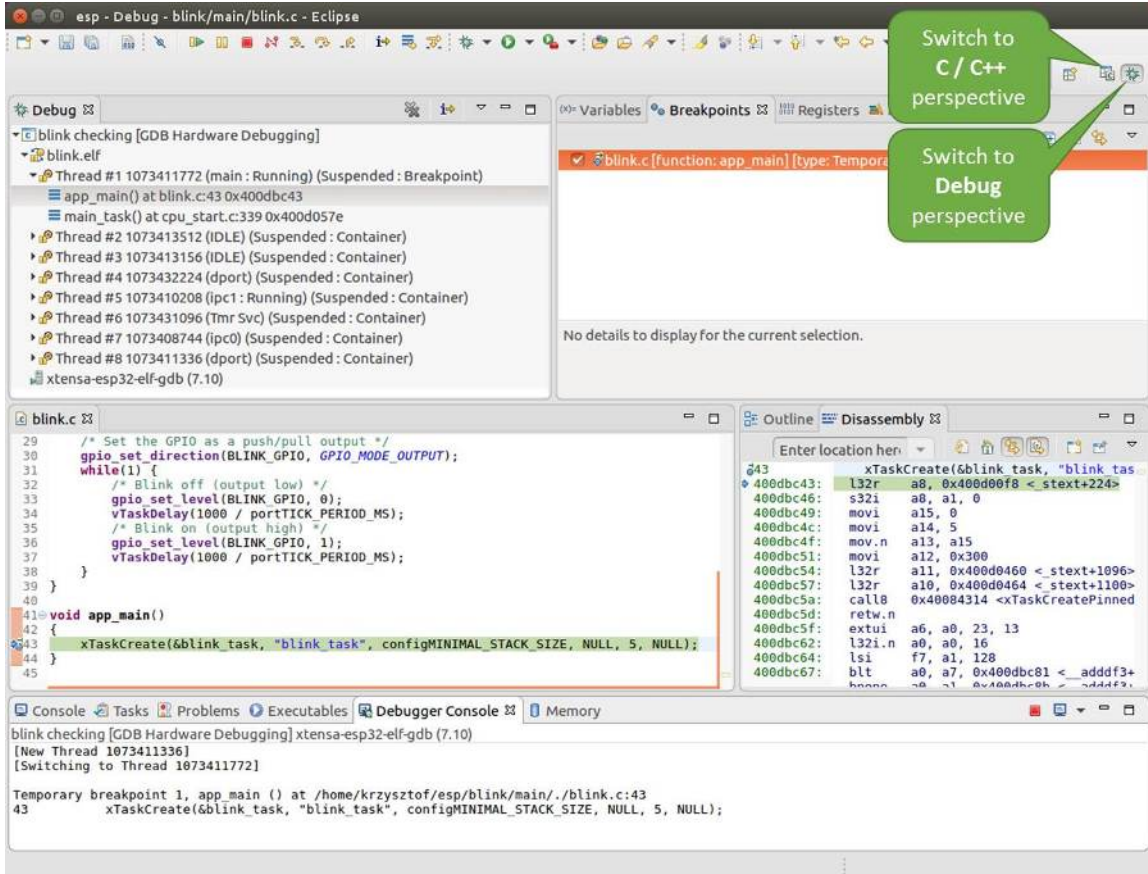 esp - Debug - blink/main/blink.c - Eclipse
Switch to
C / C++
perspective
Debug
(x)= Variables
Breakpoints
Registers
blink checking [GDB Hardware Debugging]
blink.elf
blink.c [function: app_main] [type: Tempora
Switch to
Debug
perspective
Thread #1 1073411772 (main : Running) (Suspended : Breakpoint)
app_main() at blink.c:43 0x400dbc43
main_task() at cpu_start.c:339 0x400d057e
Thread #2 1073413512 (IDLE) (Suspended : Container)
Thread #3 1073413156 (IDLE) (Suspended : Container)
Thread #4 1073432224 (dport) (Suspended : Container)
Thread #5 1073410208 (ipc1 : Running) (Suspended : Container)
Thread #6 1073431096 (Tmr Svc) (Suspended : Container)
Thread #7 1073408744 (ipc0) (Suspended : Container)
Thread #8 1073411336 (dport) (Suspended : Container)
xtensa-esp32-elf-gdb (7.10)
No details to display for the current selection.
blink.c
29 /* Set the GPIO as a push/pull output */
30 gpio_set_direction(BLINK_GPIO, GPIO_MODE_OUTPUT);
31 while(1) {
32 /* Blink off (output low) */
33 gpio_set_level(BLINK_GPIO, 0);
34 vTaskDelay(1000 / portTICK_PERIOD_MS);
35 /* Blink on (output high) */
36 gpio_set_level(BLINK_GPIO, 1);
37 vTaskDelay(1000 / portTICK_PERIOD_MS);
38 }
39 }
40
41 void app_main()
42 {
43 xTaskCreate(&blink_task, "blink_task", configMINIMAL_STACK_SIZE, NULL, 5, NULL);
44 }
45
Outline
Disassembly
Enter location her
43 xTaskCreate(&blink_task, "blink_tas
400dbc43: l32r a8, 0x400d00f8 <_stext+224>
400dbc46: s32i a8, a1, 0
400dbc49: movi a15, 0
400dbc4c: movi a14, 5
400dbc4f: mov.n a13, a15
400dbc51: movi a12, 0x300
400dbc54: l32r a11, 0x400d0460 <_stext+1096>
400dbc57: l32r a10, 0x400d0464 <_stext+1100>
400dbc5a: call8 0x40084314 <xTaskCreatePinned
400dbc5d: retw.n
400dbc5f: extui a6, a0, 23, 13
400dbc62: l32i.n a0, a0, 16
400dbc64: lsi f7, a1, 128
400dbc67: blt a0, a7, 0x400dbc81 <__adddf3+
Console
Tasks
Problems
Executables
Debugger Console
Memory
blink checking [GDB Hardware Debugging] xtensa-esp32-elf-gdb (7.10)
[New Thread 1073411336]
[Switching to Thread 1073411772]
Temporary breakpoint 1, app_main () at /home/krzysztof/esp/blink/main/./blink.c:43
43 xTaskCreate(&blink_task, "blink_task", configMINIMAL_STACK_SIZE, NULL, 5, NULL);